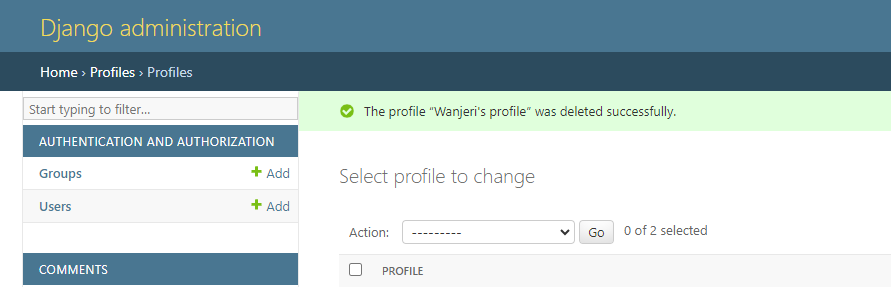 Django administration
Home › Profiles › Profiles
Start typing to filter...
The profile “Wanjeri's profile” was deleted successfully.
AUTHENTICATION AND AUTHORIZATION
Groups + Add
Users + Add
COMMENTS
Select profile to change
Action: --------- Go 0 of 2 selected
PROFILE